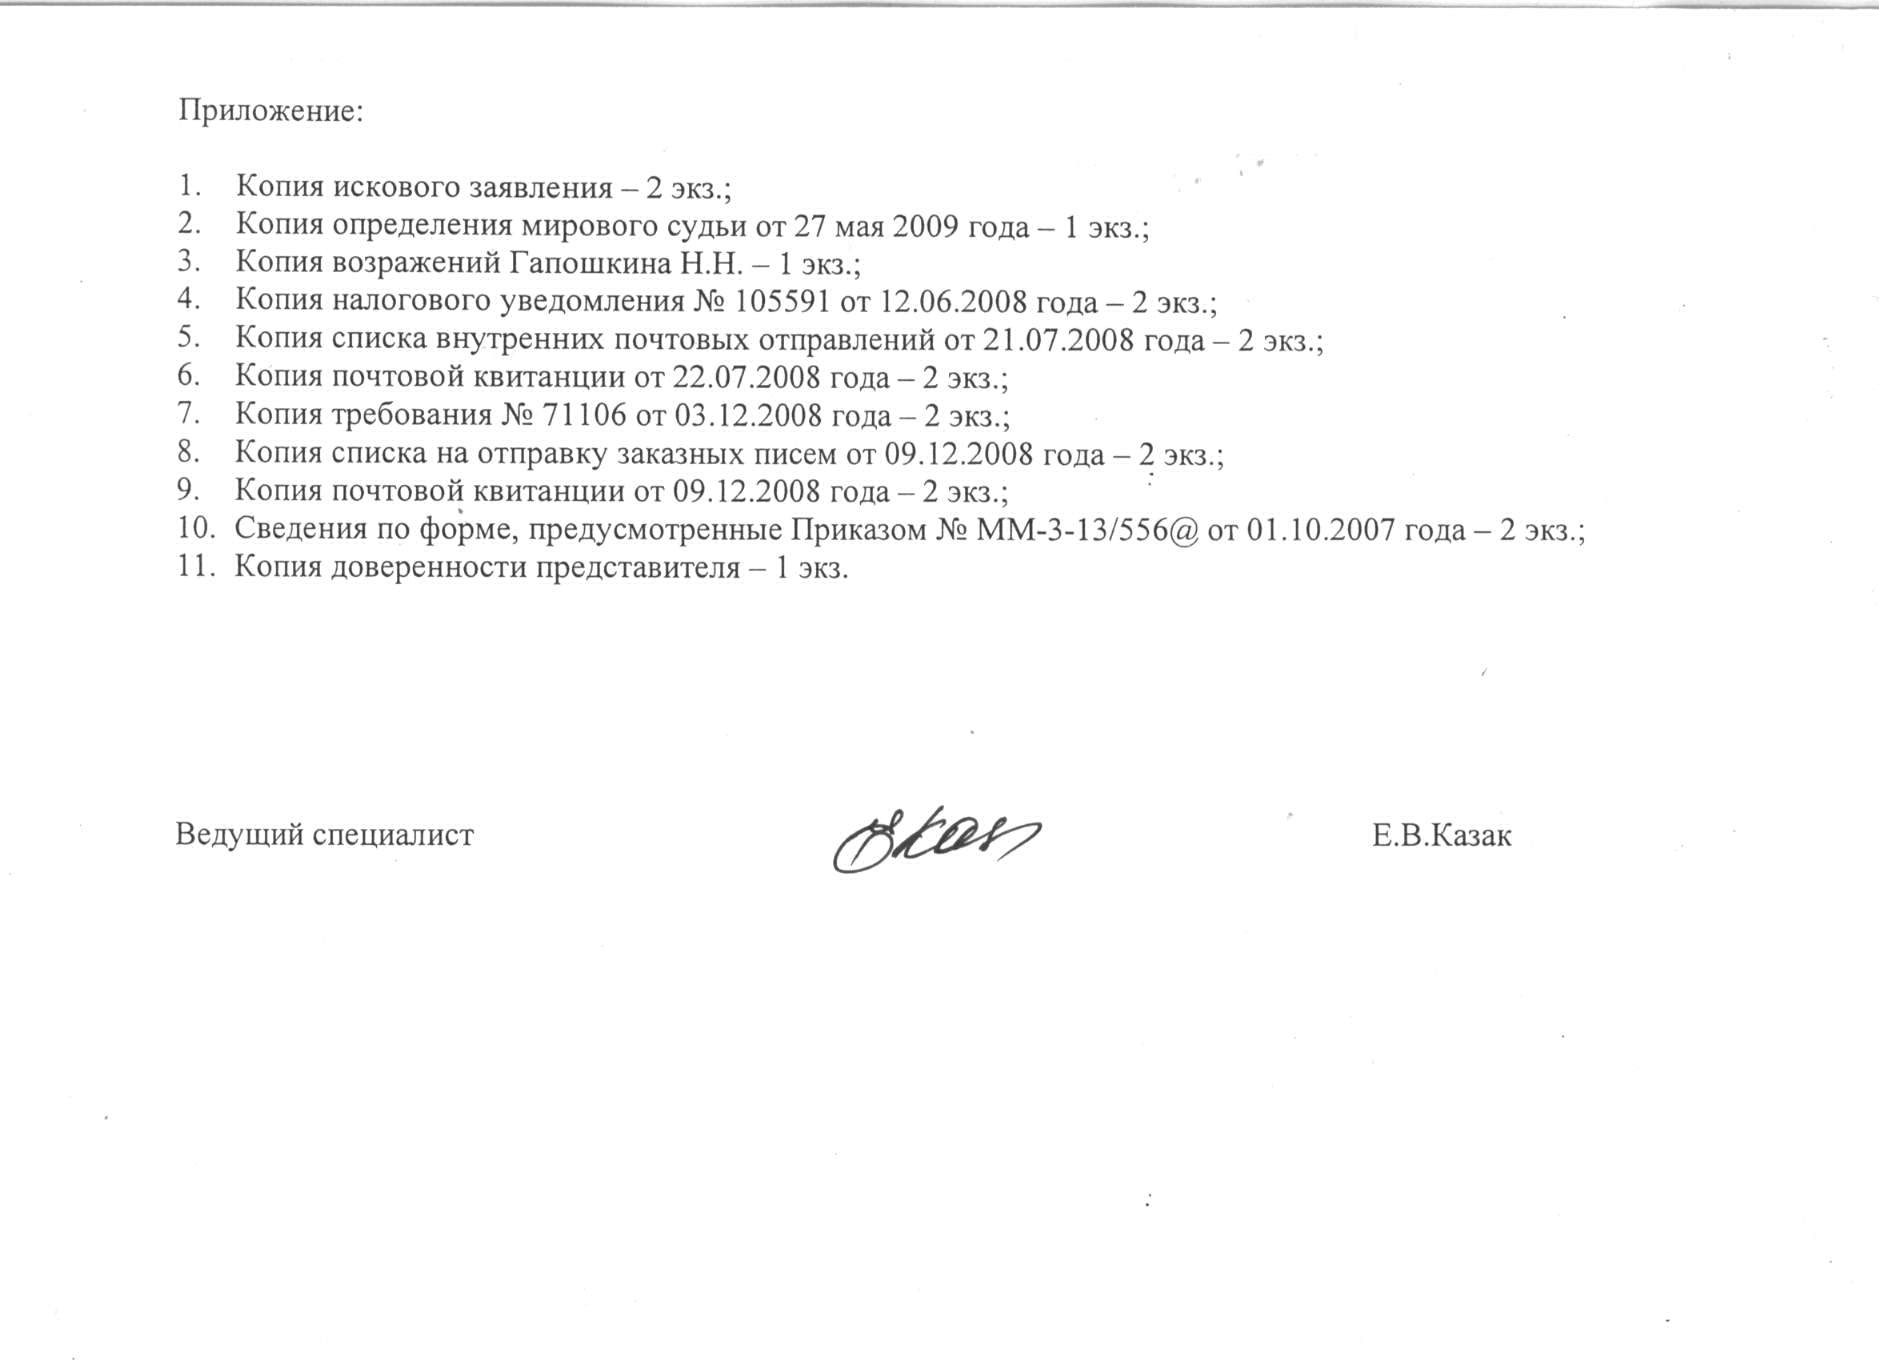 Приложение:
1. Копия искового заявления – 2 экз.;
2. Копия определения мирового судьи от 27 мая 2009 года – 1 экз.;
3. Копия возражений Гапошкина Н.Н. – 1 экз.;
4. Копия налогового уведомления № 105591 от 12.06.2008 года – 2 экз.;
5. Копия списка внутренних почтовых отправлений от 21.07.2008 года – 2 экз.;
6. Копия почтовой квитанции от 22.07.2008 года – 2 экз.;
7. Копия требования № 71106 от 03.12.2008 года – 2 экз.;
8. Копия списка на отправку заказных писем от 09.12.2008 года – 2 экз.;
9. Копия почтовой квитанции от 09.12.2008 года – 2 экз.;
10. Сведения по форме, предусмотренные Приказом № ММ-3-13/556@ от 01.10.2007 года – 2 экз.;
11. Копия доверенности представителя – 1 экз.
Ведущий специалист Е.В.Казак